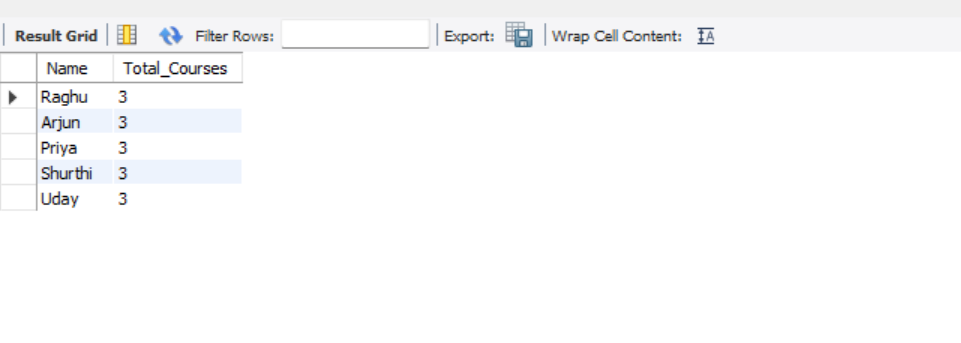 Result Grid Filter Rows: Export: Wrap Cell Content: IA
Name Total_Courses
Raghu 3
Arjun 3
Priya 3
Shurthi 3
Uday 3